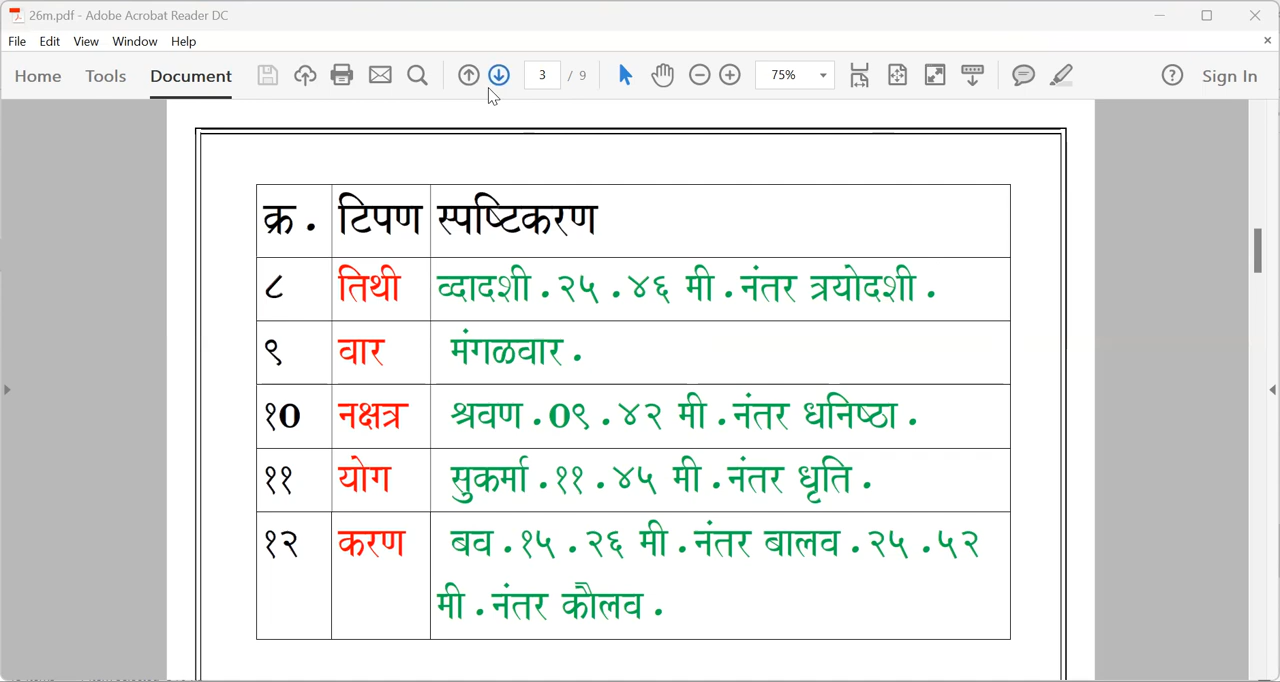 26m.pdf - Adobe Acrobat Reader DC
File Edit View Window Help
Home Tools Document 3 / 9 75% Sign In
क्र . टिपण स्पष्टिकरण
८ तिथी व्दादशी .२५ .४६ मी .नंतर त्रयोदशी .
९ वार मंगळवार .
१0 नक्षत्र श्रवण .0९ .४२ मी .नंतर धनिष्ठा .
११ योग सुकर्मा .११ .४५ मी .नंतर धृति .
१२ करण बव .१५ .२६ मी .नंतर बालव .२५ .५२
मी .नंतर कौलव .